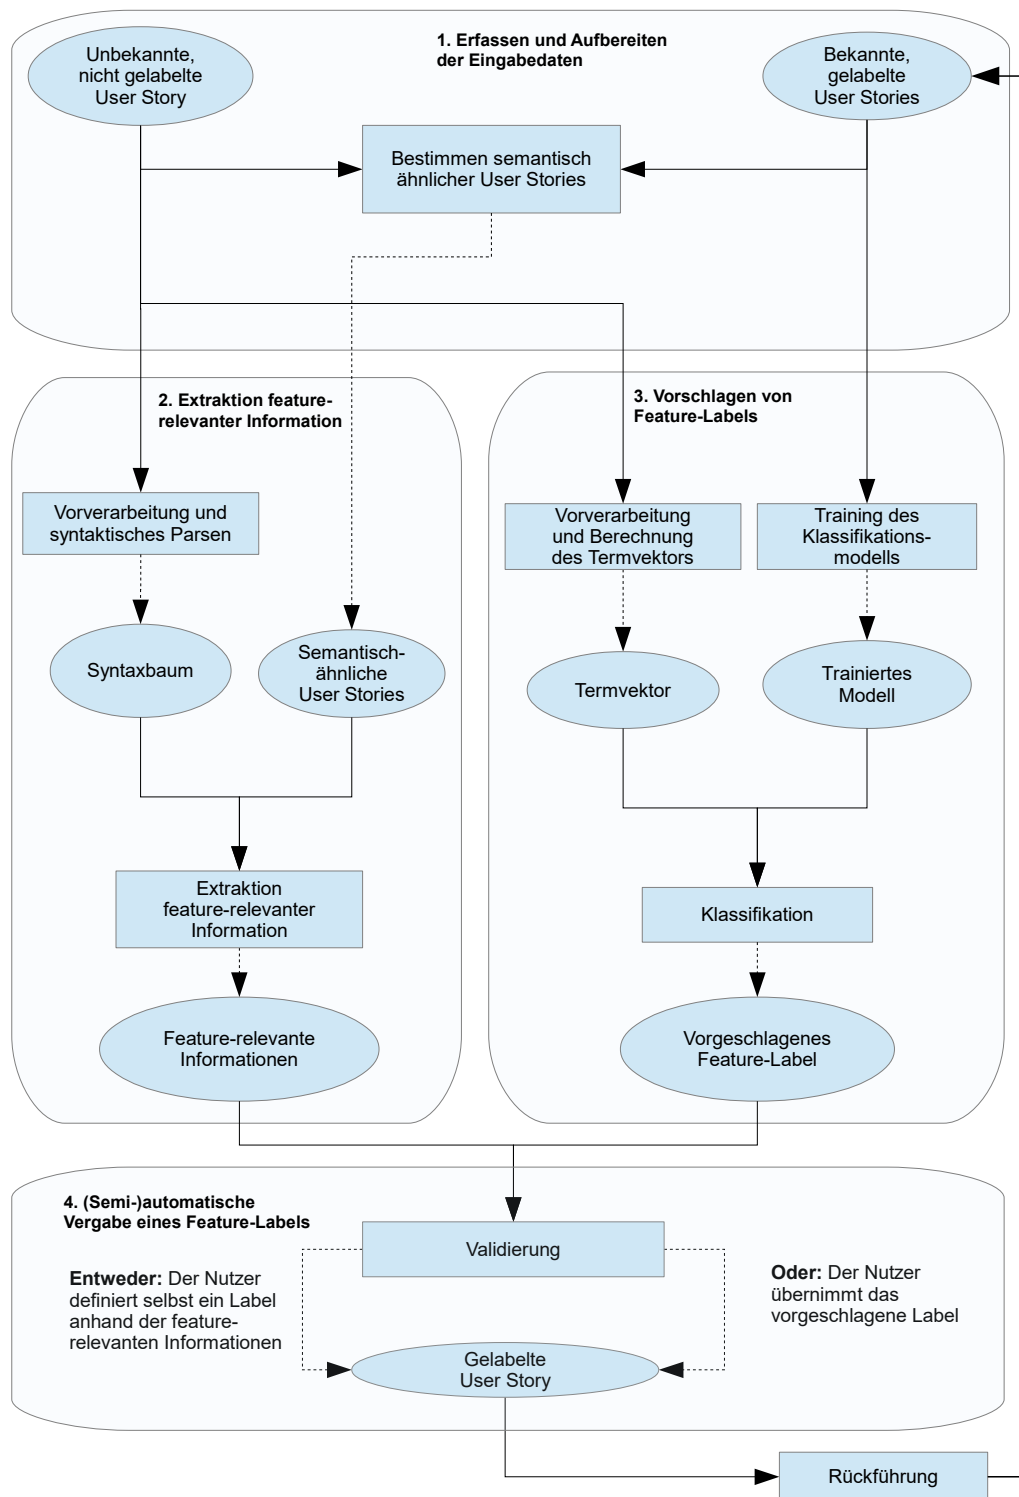 Unbekannte,
nicht gelabelte
User Story
1. Erfassen und Aufbereiten
der Eingabedaten
Bekannte,
gelabelte
User Stories
Bestimmen semantisch
ähnlicher User Stories
2. Extraktion feature-
relevanter Information
3. Vorschlagen von
Feature-Labels
Vorverarbeitung und
syntaktisches Parsen
Vorverarbeitung
und Berechnung
des Termvektors
Training des
Klassifikations-
modells
Syntaxbaum
Semantisch-
ähnliche
User Stories
Termvektor
Trainiertes
Modell
Extraktion
feature-relevanter
Information
Klassifikation
Feature-relevante
Informationen
Vorgeschlagenes
Feature-Label
4. (Semi-)automatische
Vergabe eines Feature-Labels
Validierung
Entweder: Der Nutzer
definiert selbst ein Label
anhand der feature-
relevanten Informationen
Oder: Der Nutzer
übernimmt das
vorgeschlagene Label
Gelabelte
User Story
Rückführung